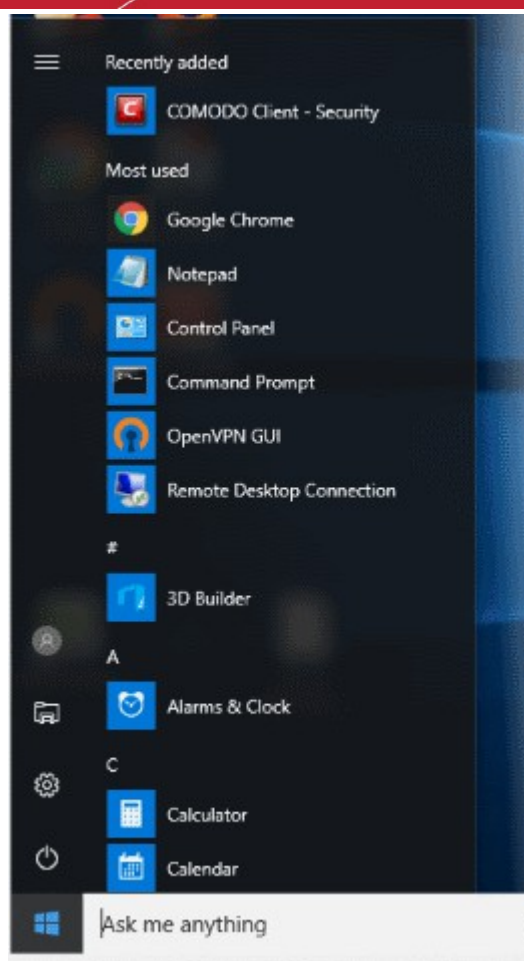 Recently added
COMODO Client - Security
Most used
Google Chrome
Notepad
Control Panel
Command Prompt
OpenVPN GUI
Remote Desktop Connection
#
3D Builder
A
Alarms & Clock
C
Calculator
Calendar
Ask me anything